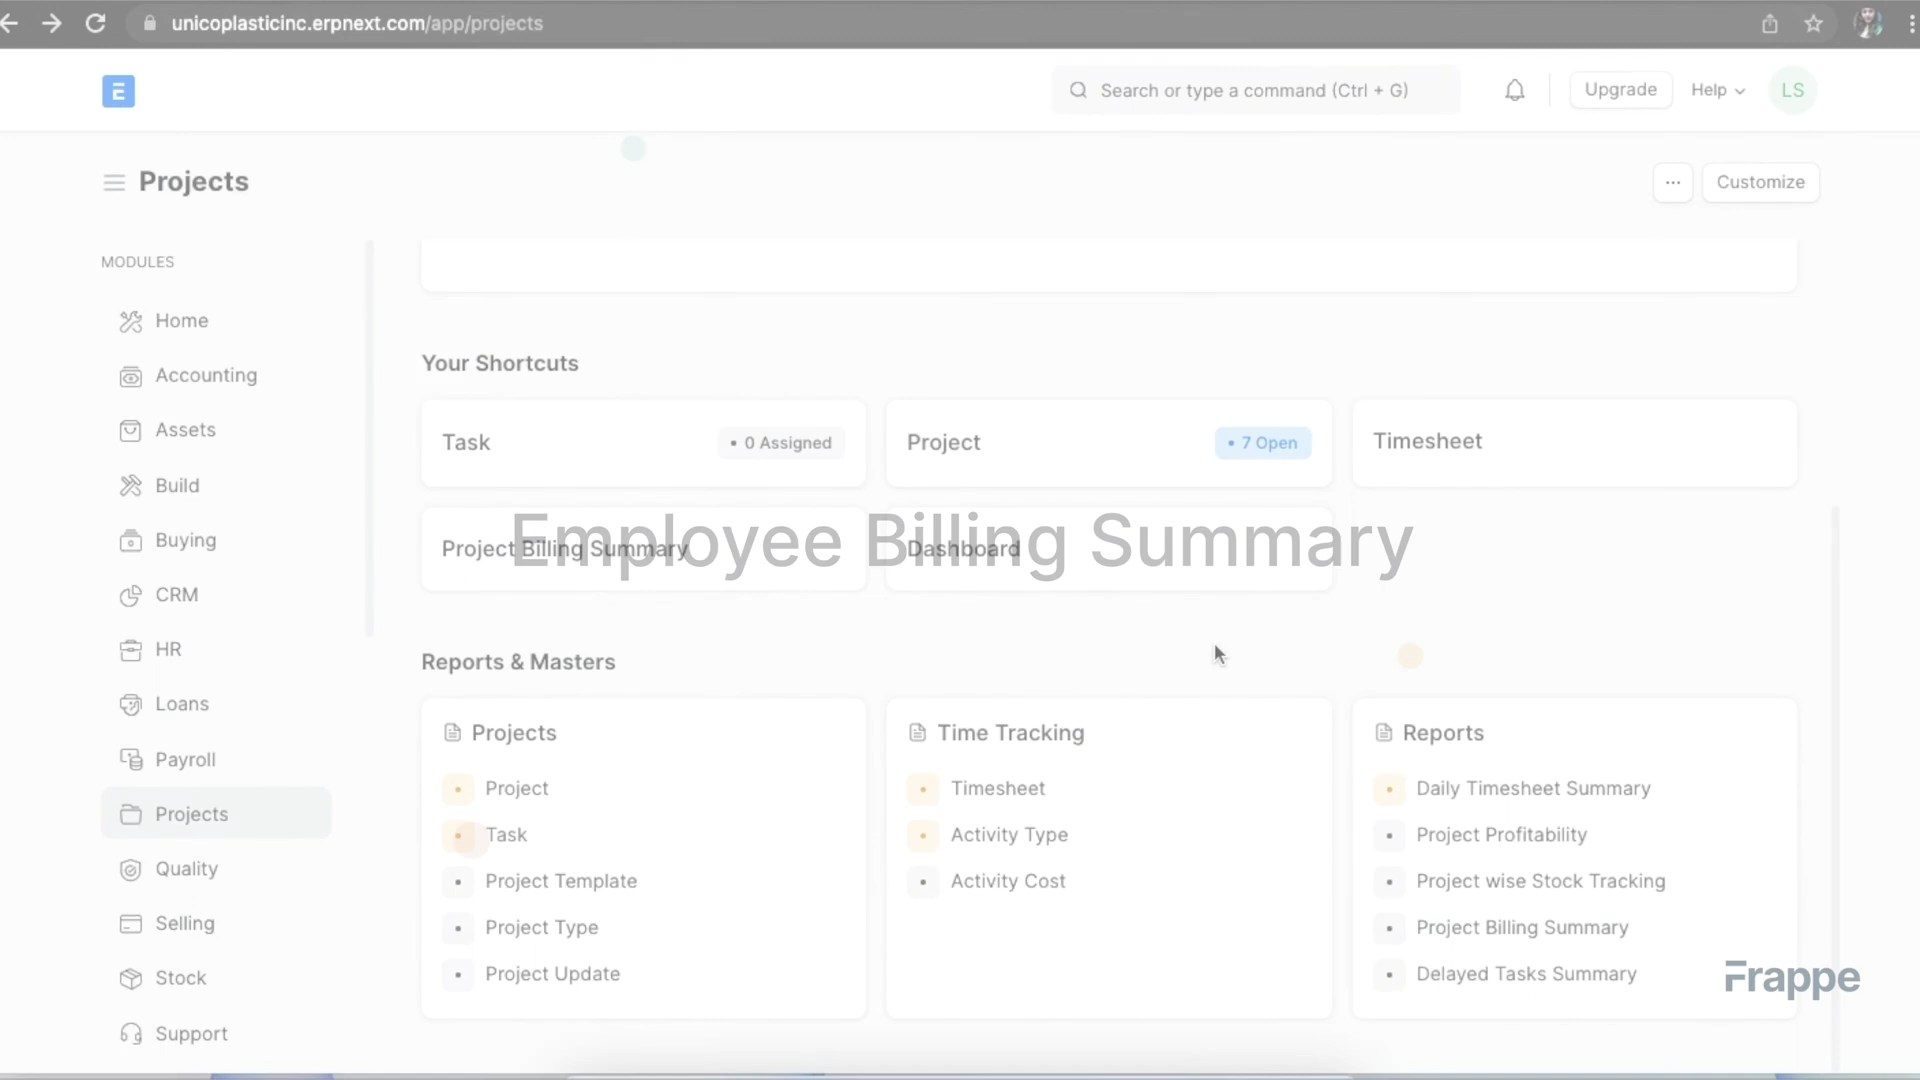 unicoplasticinc.erpnext.com/app/projects
E
Search or type a command (Ctrl + G)
Upgrade
Help
LS
Projects
...
Customize
MODULES
Home
Accounting
Assets
Build
Buying
CRM
HR
Loans
Payroll
Projects
Quality
Selling
Stock
Support
Your Shortcuts
Task
• 0 Assigned
Project
• 7 Open
Timesheet
Project Billing Summary
Dashboard
Employee Billing Summary
Reports & Masters
Projects
Project
Task
Project Template
Project Type
Project Update
Time Tracking
Timesheet
Activity Type
Activity Cost
Reports
Daily Timesheet Summary
Project Profitability
Project wise Stock Tracking
Project Billing Summary
Delayed Tasks Summary
Frappe